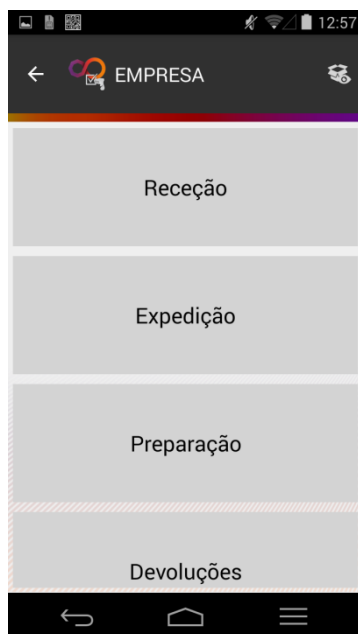 12:57
EMPRESA
Receção
Expedição
Preparação
Devoluções